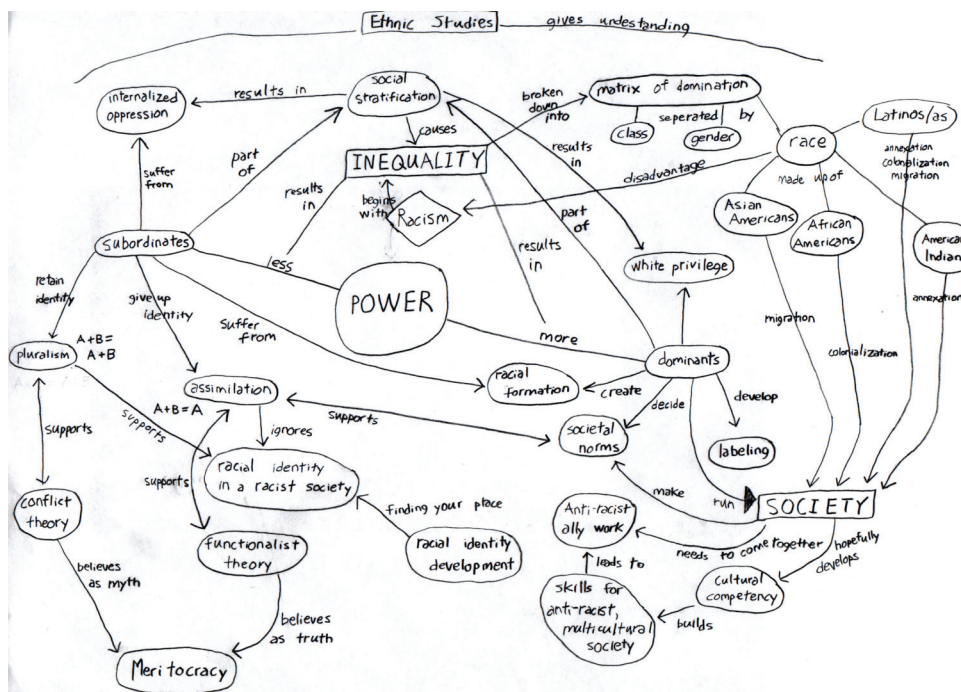 Ethnic Studies
gives undestanding
internalized
oppression
results in
social
stratification
broken
down
into
matrix of domination
class
seperated by
gender
Latinos/as
race
annexation
colonialization
migration
causes
INEQUALITY
part
of
results
in
suffer
from
results
in
begins
with
Racism
disadvantage
made up of
Asian
Americans
African
Americans
American
Indian
part
of
subordinates
less
POWER
results
in
white privilege
retain
identity
give up
identity
suffer
from
more
migration
colonialization
annexation
pluralism
A+B=
A+B
dominants
assimilation
A+B=A
racial
formation
create
decide
develop
supports
ignores
supports
supports
societal
norms
labeling
racial identity
in a racist society
supports
make
run
SOCIETY
conflict
theory
finding your place
Anti-racist
ally work
needs to come together
hopefully
develops
functionalist
theory
racial identity
development
leads to
cultural
competency
believes
as myth
skills for
anti-racist,
multicultural
society
builds
believes
as truth
Meritocracy